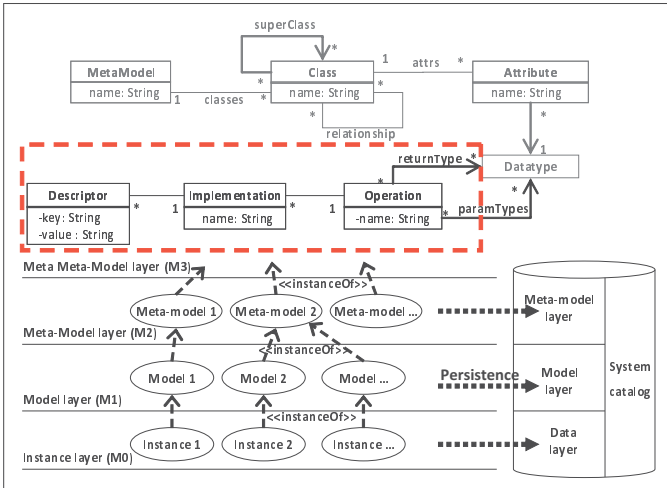 superClass
*
*
1
attrs
*
MetaModel
name: String
1
classes
*
Class
name: String
*
*
relationship
Attribute
name: String
*
1
Datatype
returnType
*
*
*
paramTypes
*
Descriptor
-key: String
-value : String
*
1
Implementation
name: String
*
1
Operation
-name: String
Meta Meta-Model layer (M3)
<<instanceOf>>
Meta-model 1
Meta-model 2
Meta-model ...
Meta-model
layer
Meta-Model layer (M2)
<<instanceOf>>
Model 1
Model 2
Model ...
Persistence
Model
layer
System
catalog
Model layer (M1)
<<instanceOf>>
Instance 1
Instance 2
Instance ...
Data
layer
Instance layer (M0)